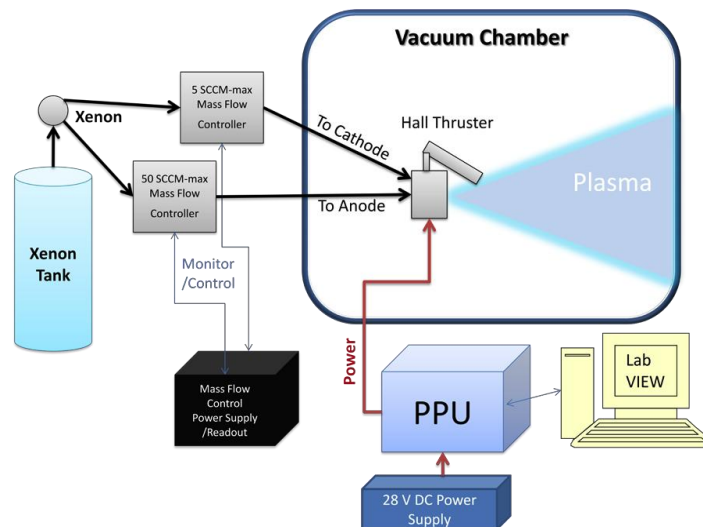 Vacuum Chamber
5 SCCM-max
Mass Flow
Controller
Xenon
To Cathode
Hall Thruster
50 SCCM-max
Mass Flow
Controller
To Anode
Plasma
Xenon
Tank
Monitor
/Control
Power
Mass Flow
Control
Power Supply
/Readout
PPU
Lab
VIEW
28 V DC Power
Supply